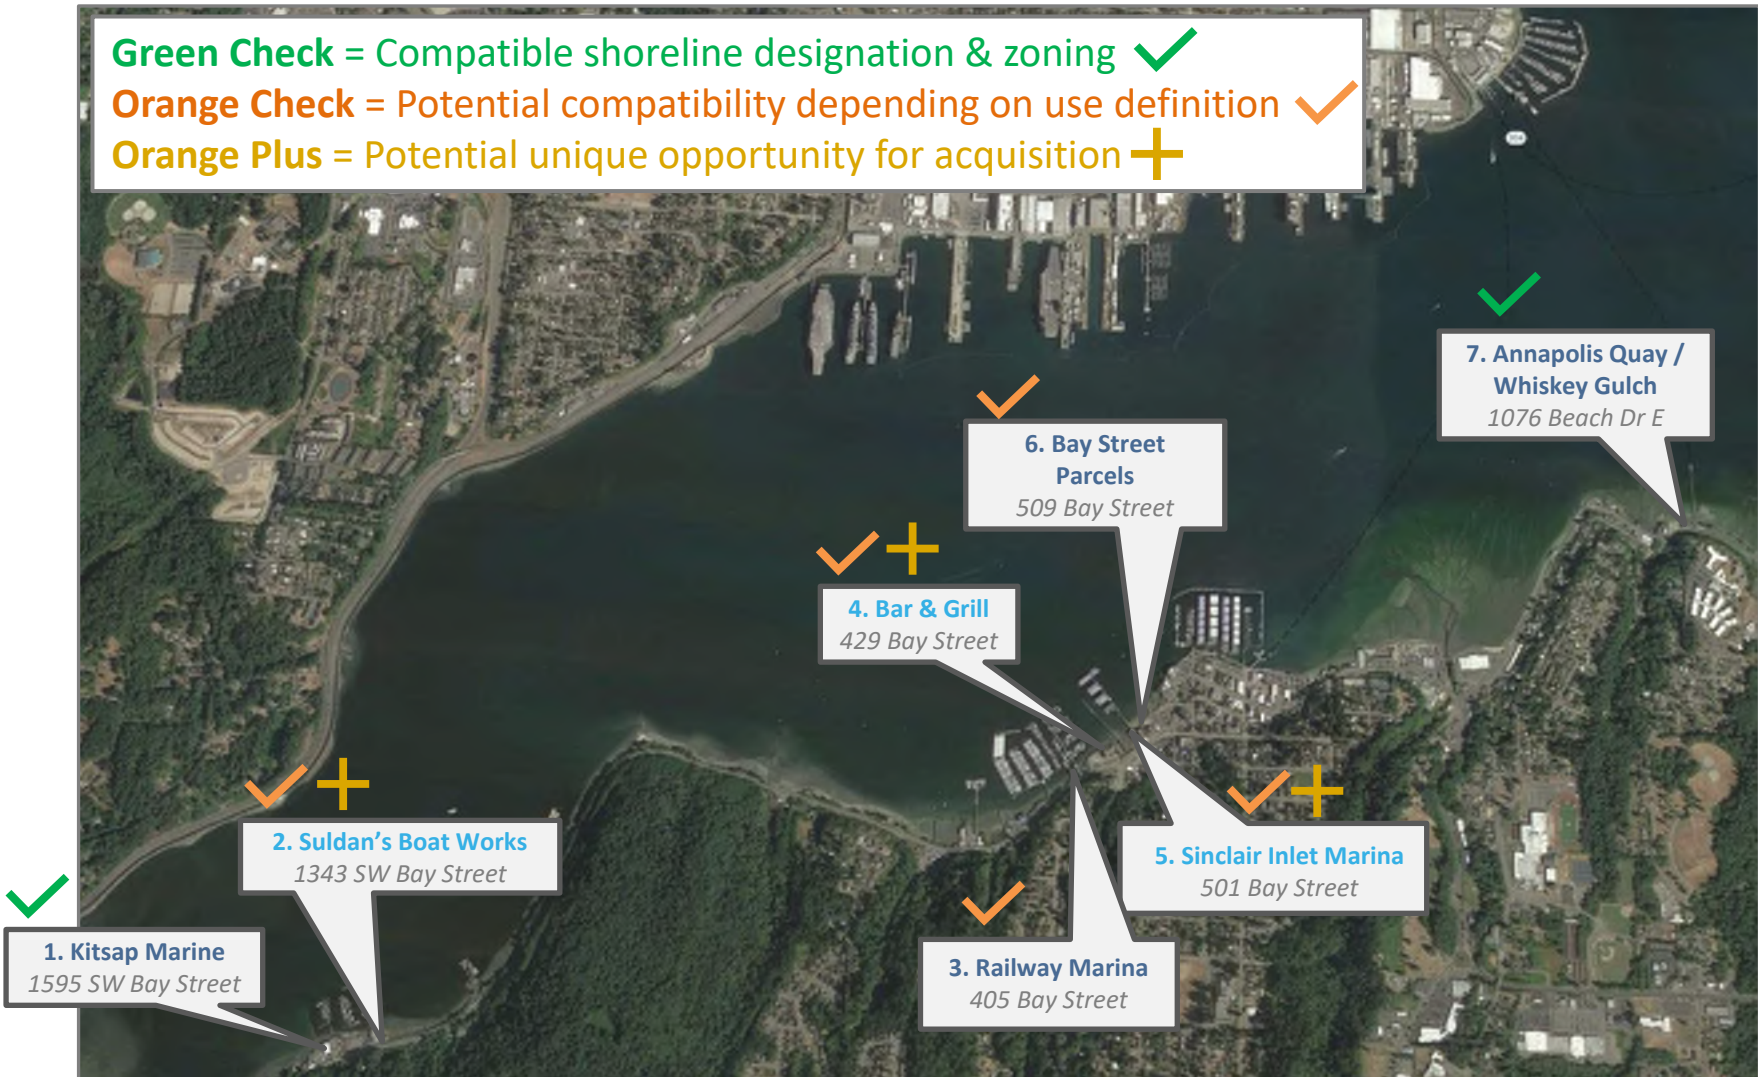 Green Check = Compatible shoreline designation & zoning
Orange Check = Potential compatibility depending on use definition
Orange Plus = Potential unique opportunity for acquisition
7. Annapolis Quay /
Whiskey Gulch
1076 Beach Dr E
6. Bay Street
Parcels
509 Bay Street
4. Bar & Grill
429 Bay Street
2. Suldan’s Boat Works
1343 SW Bay Street
5. Sinclair Inlet Marina
501 Bay Street
1. Kitsap Marine
1595 SW Bay Street
3. Railway Marina
405 Bay Street